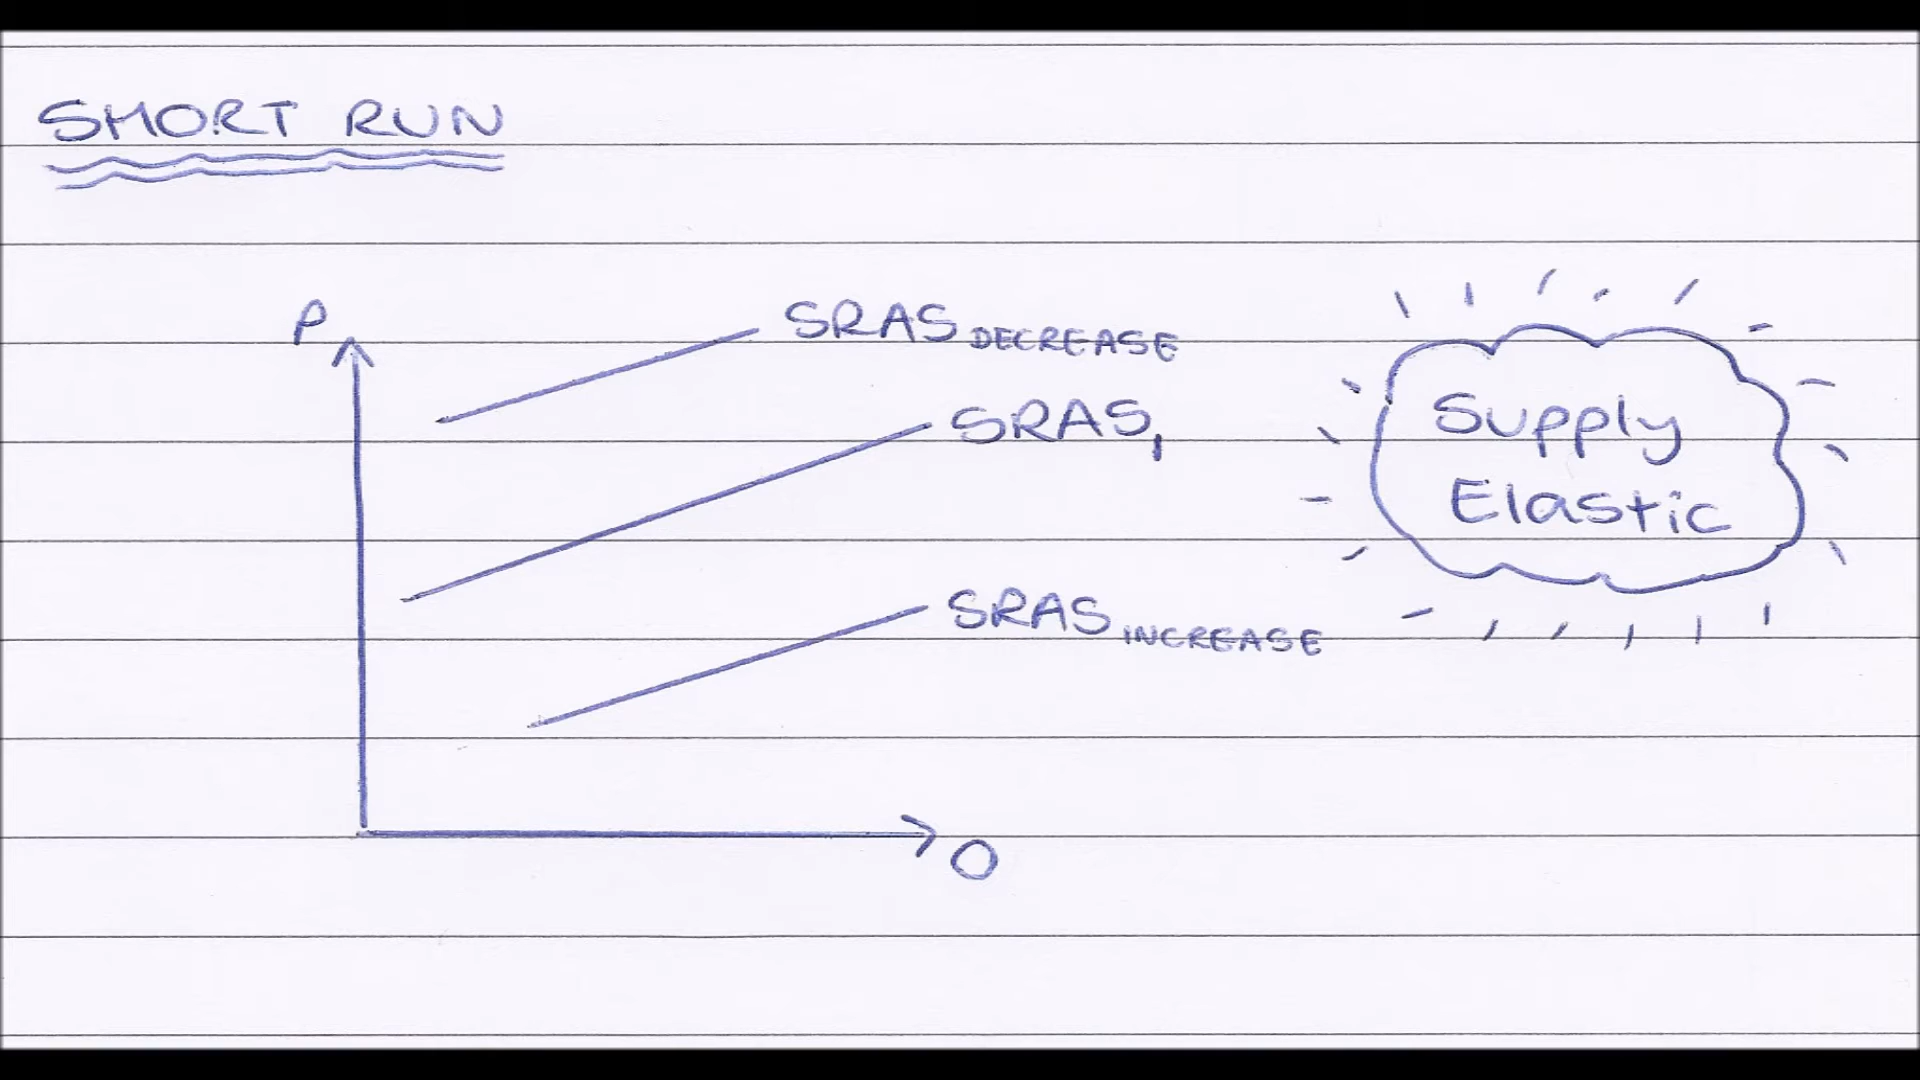 SHORT RUN
P
SRAS DECREASE
SRAS1
Supply
Elastic
SRAS INCREASE
O